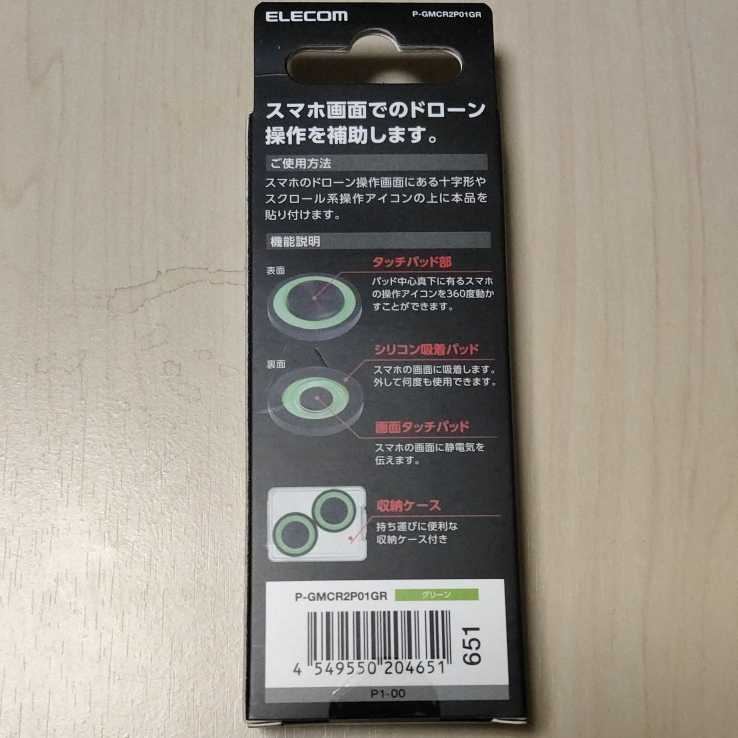 ELECOM P-GMCR2P01GR
スマホ画面でのドローン
操作を補助します。
ご使用方法
スマホのドローン操作画面にある十字形や
スクロール系操作アイコンの上に本品を
貼り付けます。
機能説明
表面
タッチパッド部
パッド中心真下に有るスマホ
の操作アイコンを360度動か
すことができます。
裏面
シリコン吸着パッド
スマホの画面に吸着します。
外して何度も使用できます。
画面タッチパッド
スマホの画面に静電気を
伝えます。
収納ケース
持ち運びに便利な
収納ケース付き
P-GMCR2P01GR グリーン
4 549550 204651
651
P1-00